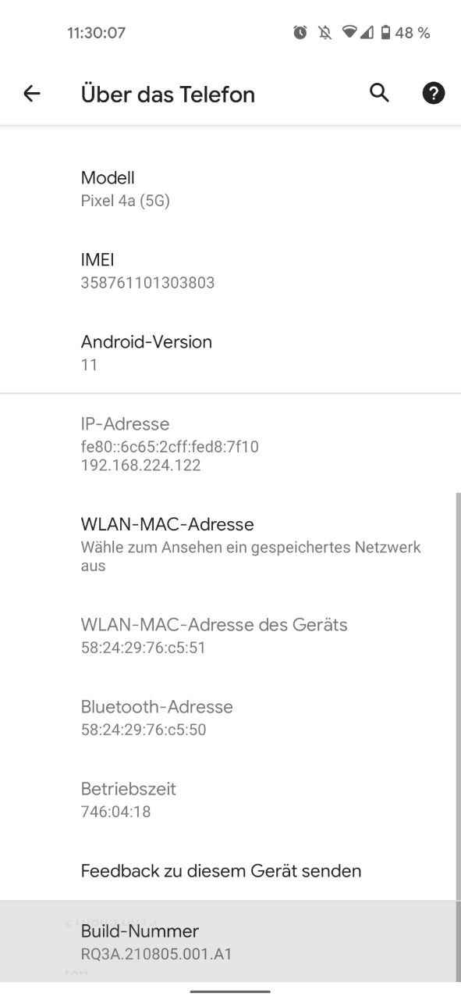 11:30:07
48 %
Über das Telefon
Modell
Pixel 4a (5G)
IMEI
358761101303803
Android-Version
11
IP-Adresse
fe80::6c65:2cff:fed8:7f10
192.168.224.122
WLAN-MAC-Adresse
Wähle zum Ansehen ein gespeichertes Netzwerk
aus
WLAN-MAC-Adresse des Geräts
58:24:29:76:c5:51
Bluetooth-Adresse
58:24:29:76:c5:50
Betriebszeit
746:04:18
Feedback zu diesem Gerät senden
Build-Nummer
RQ3A.210805.001.A1